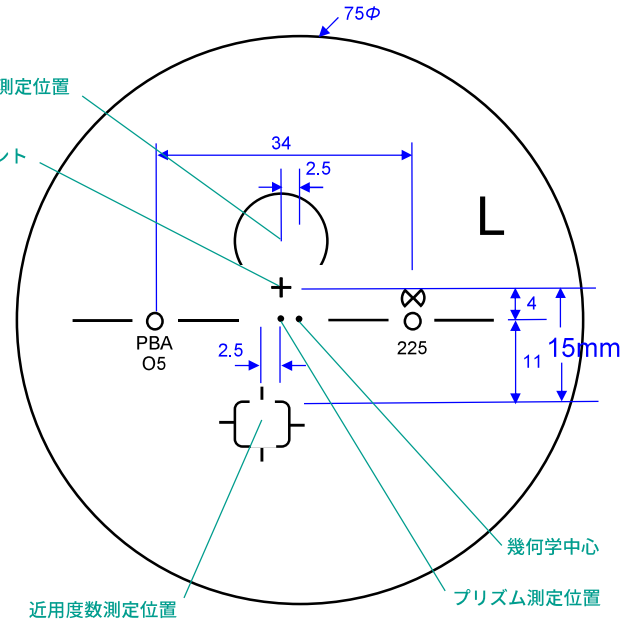 75Φ
測定位置
34
ント
2.5
L
4
PBA
O5
225
2.5
11
15mm
幾何学中心
プリズム測定位置
近用度数測定位置